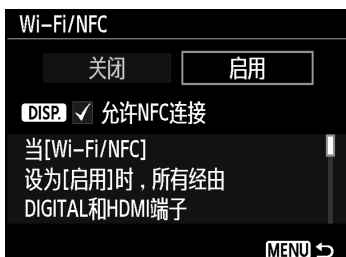 Wi-Fi/NFC
关闭 启用
DISP. ✓ 允许NFC连接
当[Wi-Fi/NFC]
设为[启用]时，所有经由
DIGITAL和HDMI端子
MENU